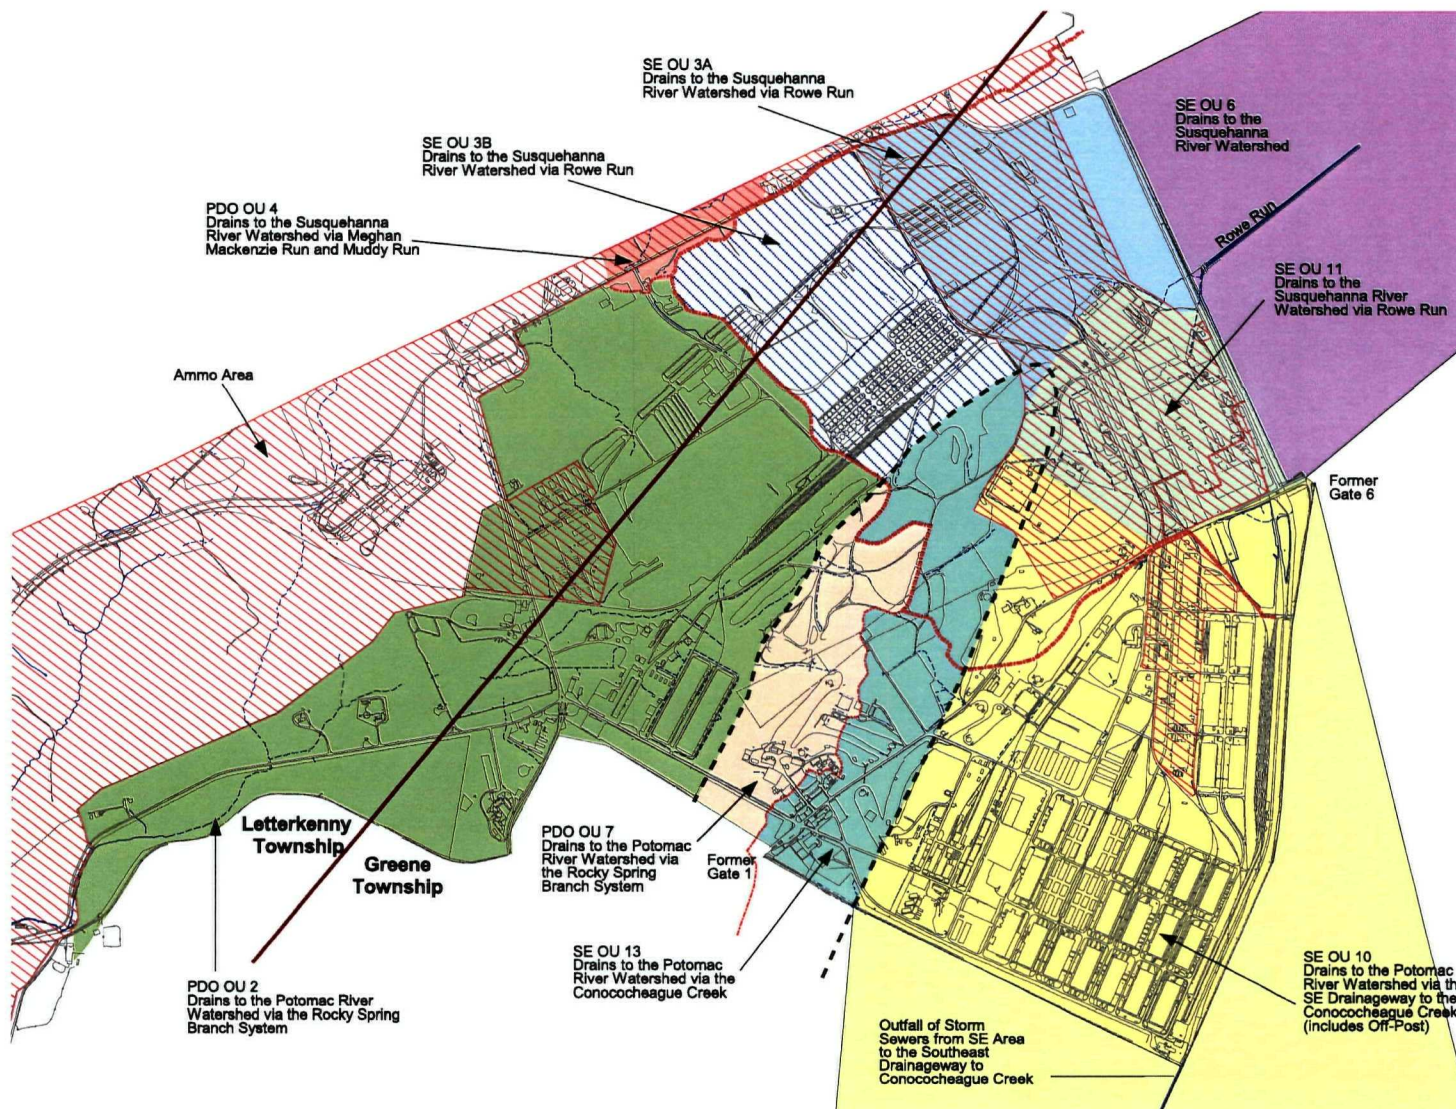 SE OU 3A
Drains to the Susquehanna
River Watershed via Rowe Run
SE OU 6
Drains to the
Susquehanna
River Watershed
SE OU 3B
Drains to the Susquehanna
River Watershed via Rowe Run
PDO OU 4
Drains to the Susquehanna
River Watershed via Meghan
Mackenzie Run and Muddy Run
Rowe Run
SE OU 11
Drains to the
Susquehanna River
Watershed via Rowe Run
Ammo Area
Former
Gate 6
Letterkenny
Township
Greene
Township
PDO OU 7
Drains to the Potomac
River Watershed via
the Rocky Spring
Branch System
Former
Gate 1
SE OU 13
Drains to the Potomac
River Watershed via the
Conococheague Creek
PDO OU 2
Drains to the Potomac River
Watershed via the Rocky Spring
Branch System
SE OU 10
Drains to the Potomac
River Watershed via th
SE Drainageway to the
Conococheague Creek
(includes Off-Post)
Outfall of Storm
Sewers from SE Area
to the Southeast
Drainageway to
Conococheague Creek